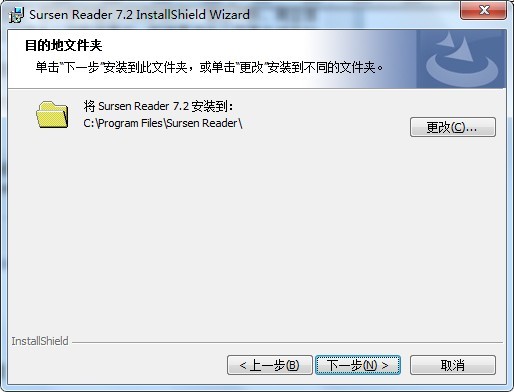 Sursen Reader 7.2 InstallShield Wizard
目的地文件夹
单击“下一步”安装到此文件夹，或单击“更改”安装到不同的文件夹。
将 Sursen Reader 7.2 安装到：
C:\Program Files\Sursen Reader\
更改(C)...
InstallShield
< 上一步(B)
下一步(N) >
取消